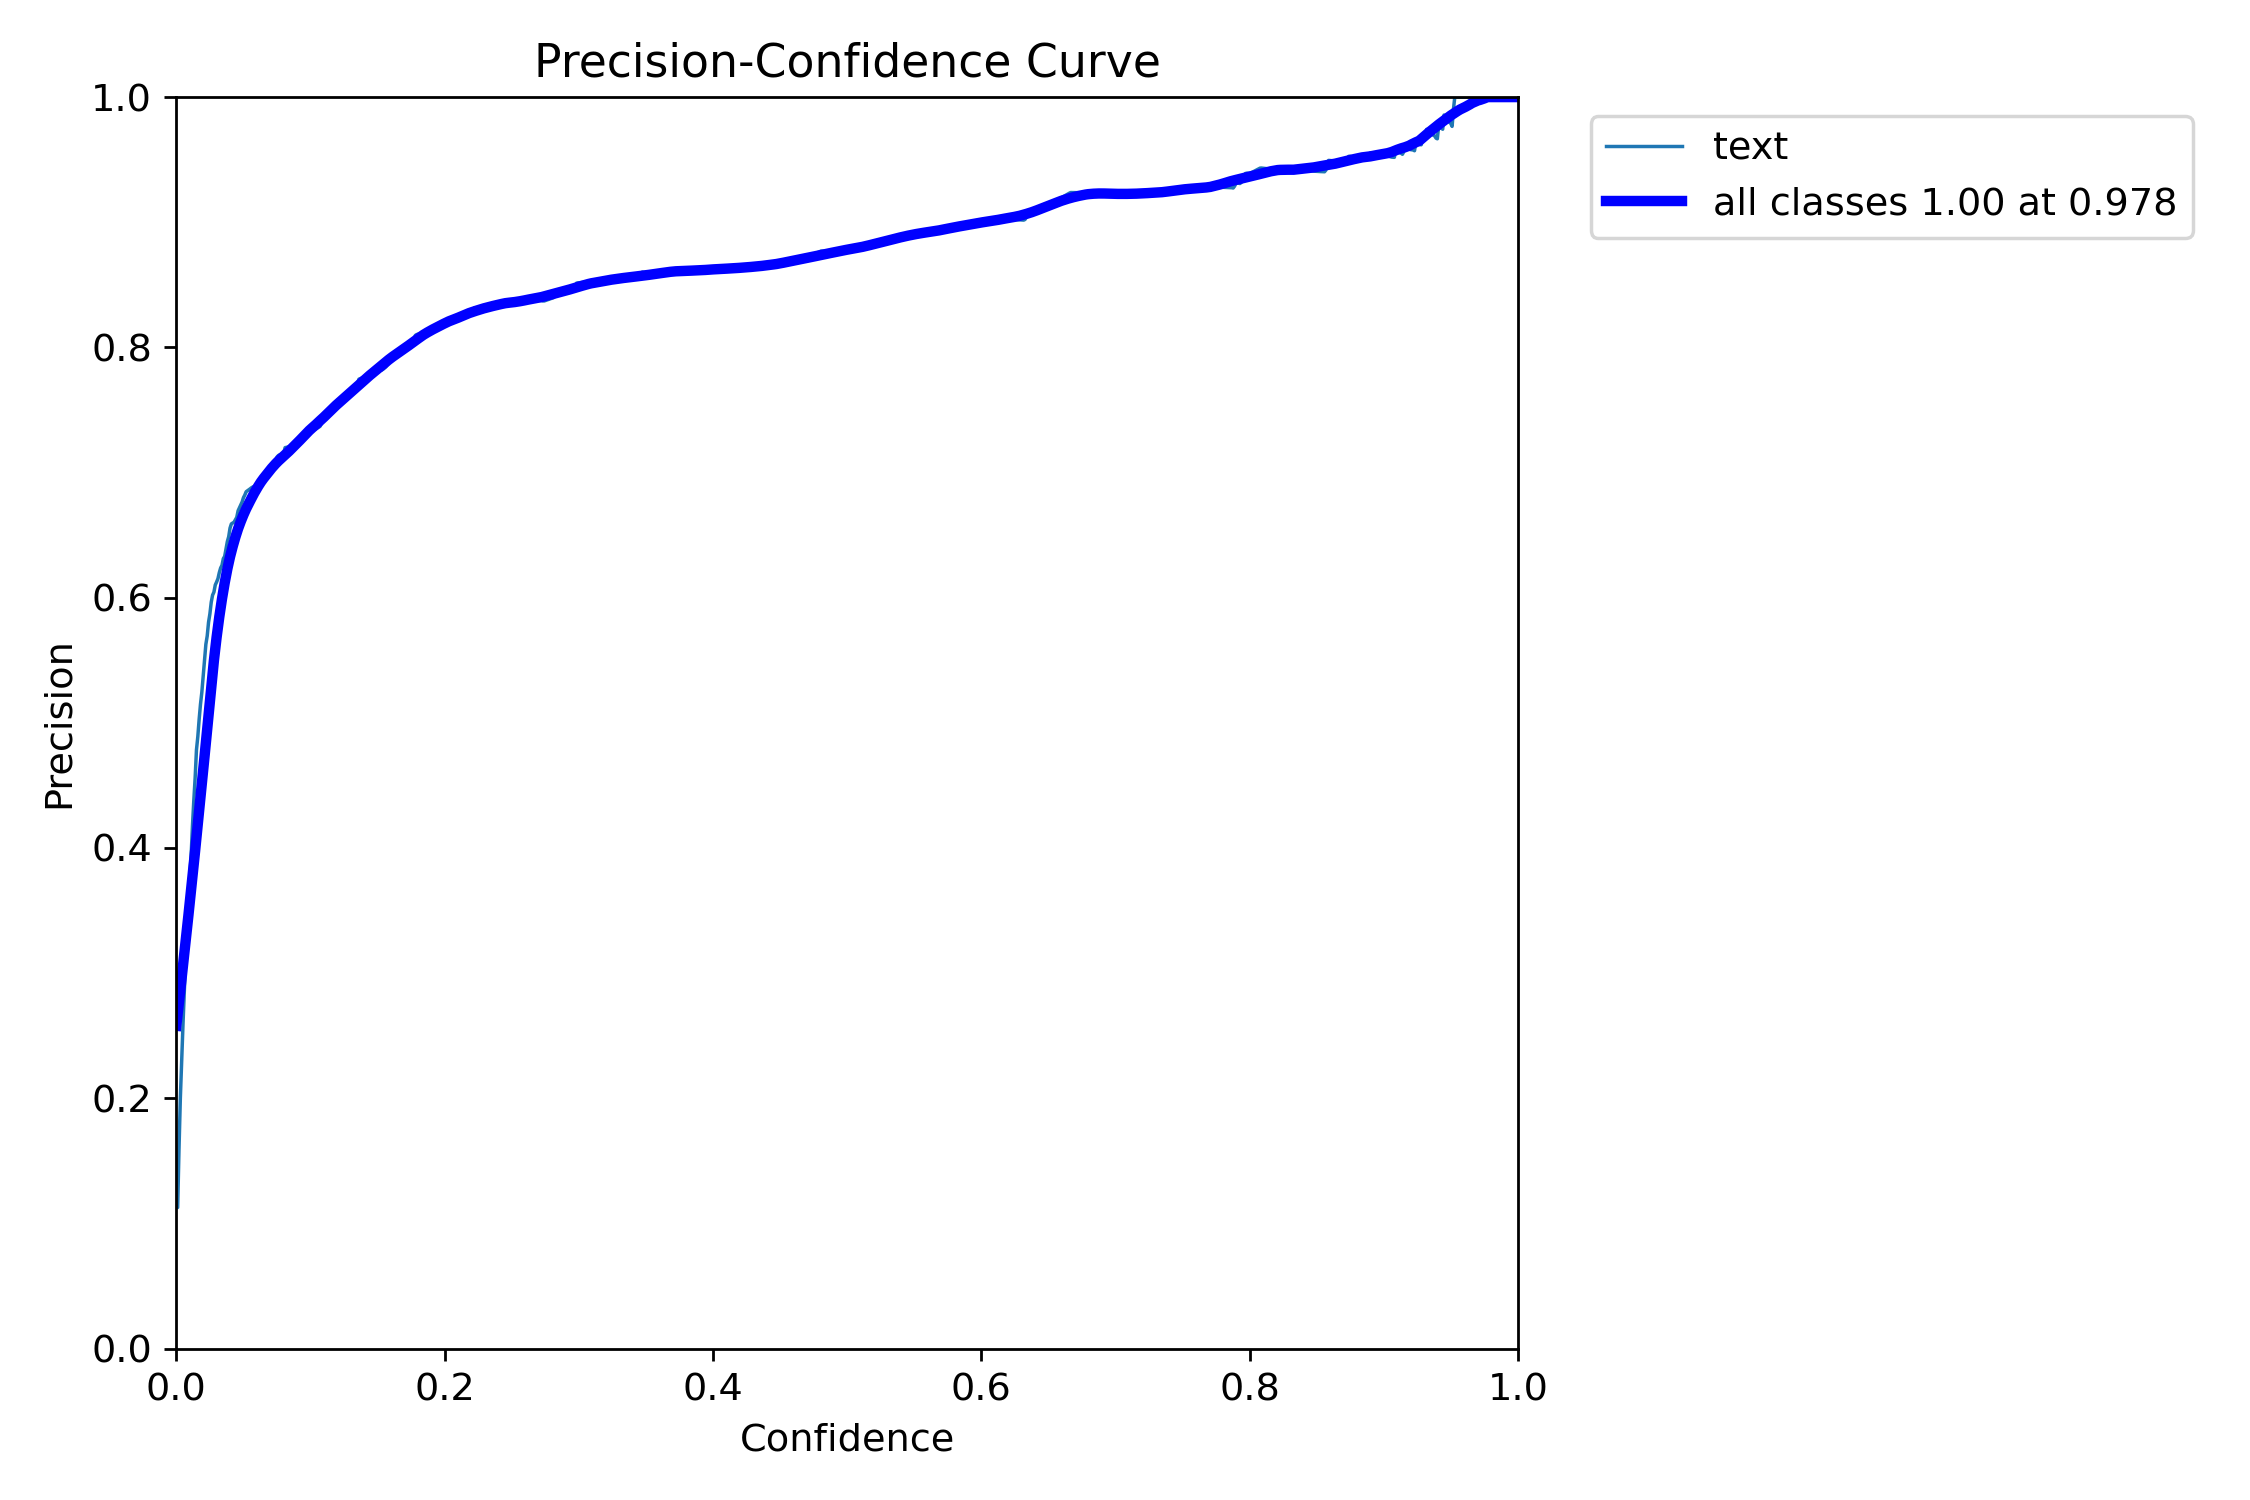 Precision-Confidence Curve
1.0
0.8
0.6
0.4
0.2
0.0
Precision
0.0 0.2 0.4 0.6 0.8 1.0
Confidence
text
all classes 1.00 at 0.978